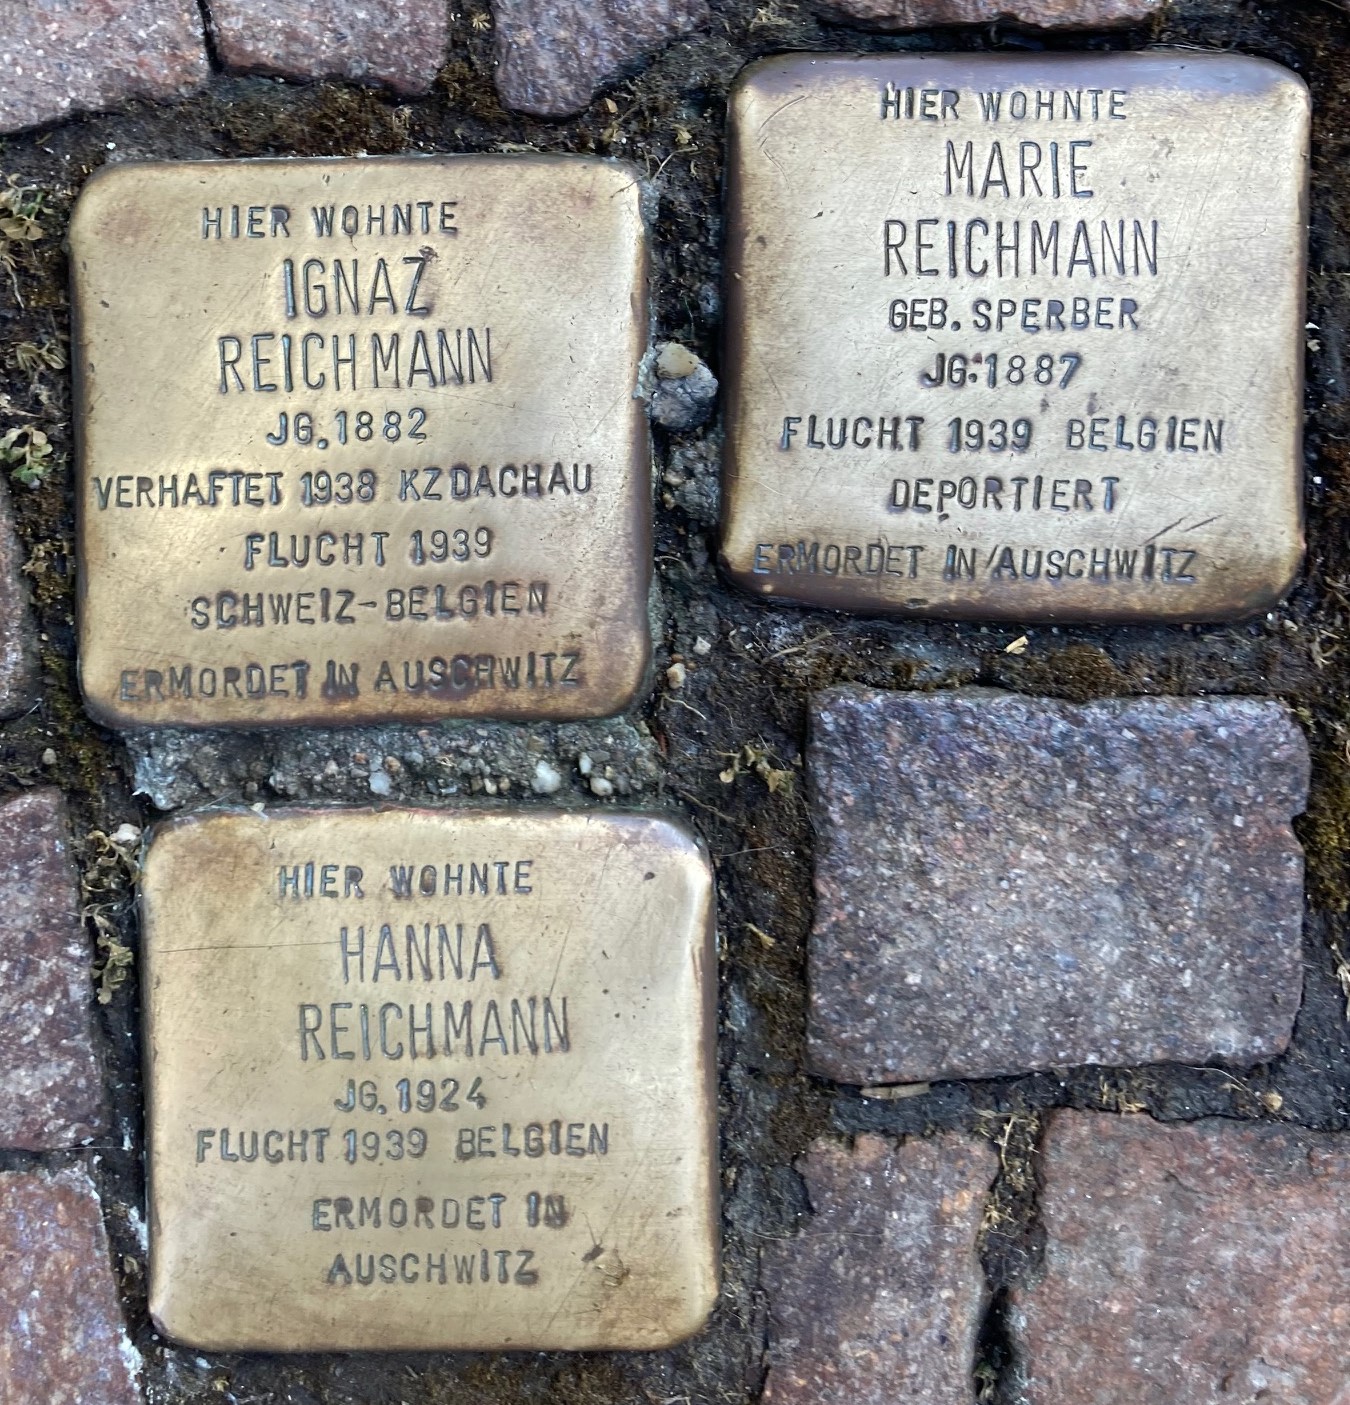 HIER WOHNTE
IGNAZ
REICHMANN
JG. 1882
VERHAFTET 1938 KZ DACHAU
FLUCHT 1939
SCHWEIZ-BELGIEN
ERMORDET IN AUSCHWITZ
HIER WOHNTE
MARIE
REICHMANN
GEB. SPERBER
JG. 1887
FLUCHT 1939 BELGIEN
DEPORTIERT
ERMORDET IN AUSCHWITZ
HIER WOHNTE
HANNA
REICHMANN
JG. 1924
FLUCHT 1939 BELGIEN
ERMORDET IN
AUSCHWITZ